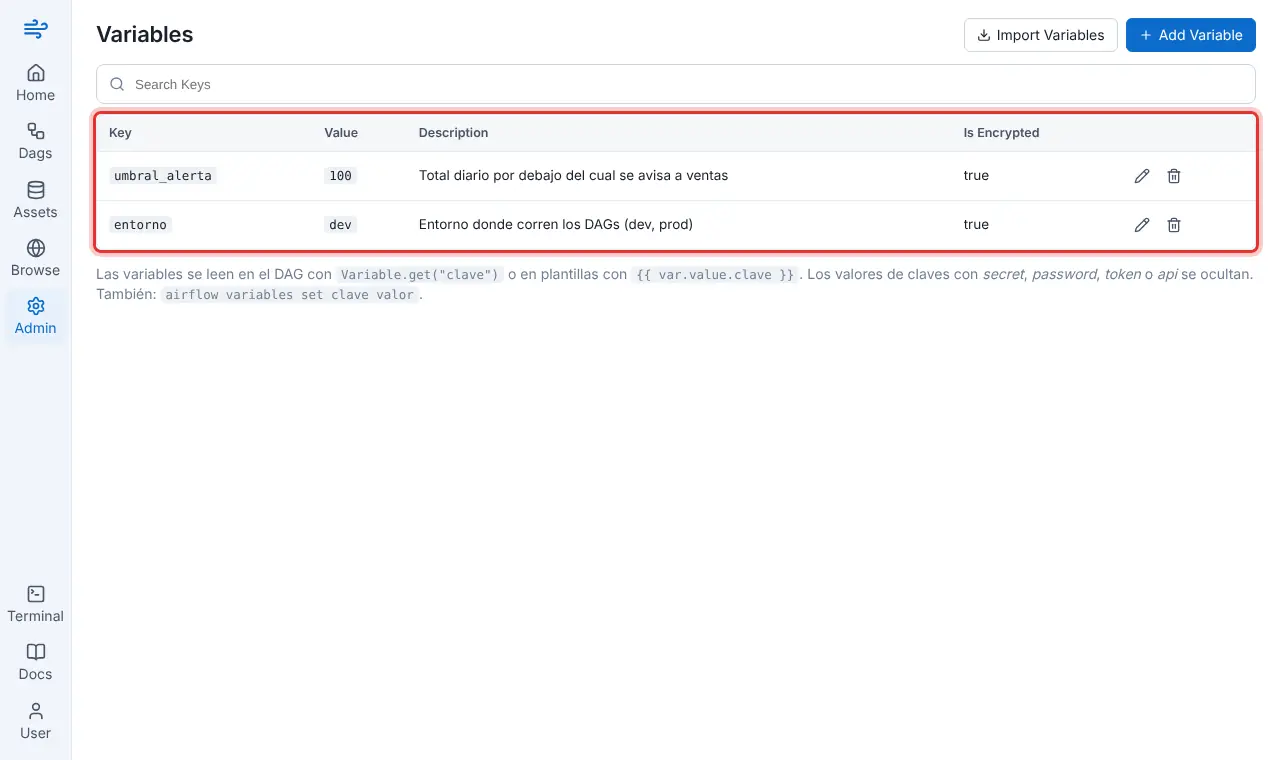 Variables
Import Variables
Add Variable
Home
Dags
Assets
Browse
Admin
Terminal
Docs
User
Search Keys
Key Value Description Is Encrypted
umbral_alerta 100 Total diario por debajo del cual se avisa a ventas true
entorno dev Entorno donde corren los DAGs (dev, prod) true
Las variables se leen en el DAG con Variable.get("clave") o en plantillas con {{ var.value.clave }}. Los valores de claves con secret, password, token o api se ocultan.
También: airflow variables set clave valor.